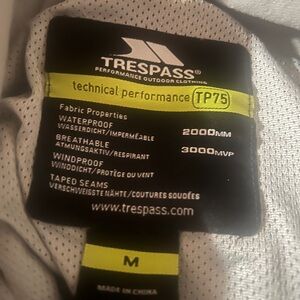 TRESPASS
PERFORMANCE OUTDOOR CLOTHING
technical performance TP75
Fabric Properties
WATERPROOF 2000MM
WASSERDICHT/IMPERMÉABLE
BREATHABLE 3000MVP
ATMUNGSAKTIV/RESPIRANT
WINDPROOF
WINDDICHT/PROTÈGE DU VENT
TAPED SEAMS
VERSCHWEISSTE NÄHTE/COUTURES SOUDÉES
www.trespass.com
M
MADE IN CHINA